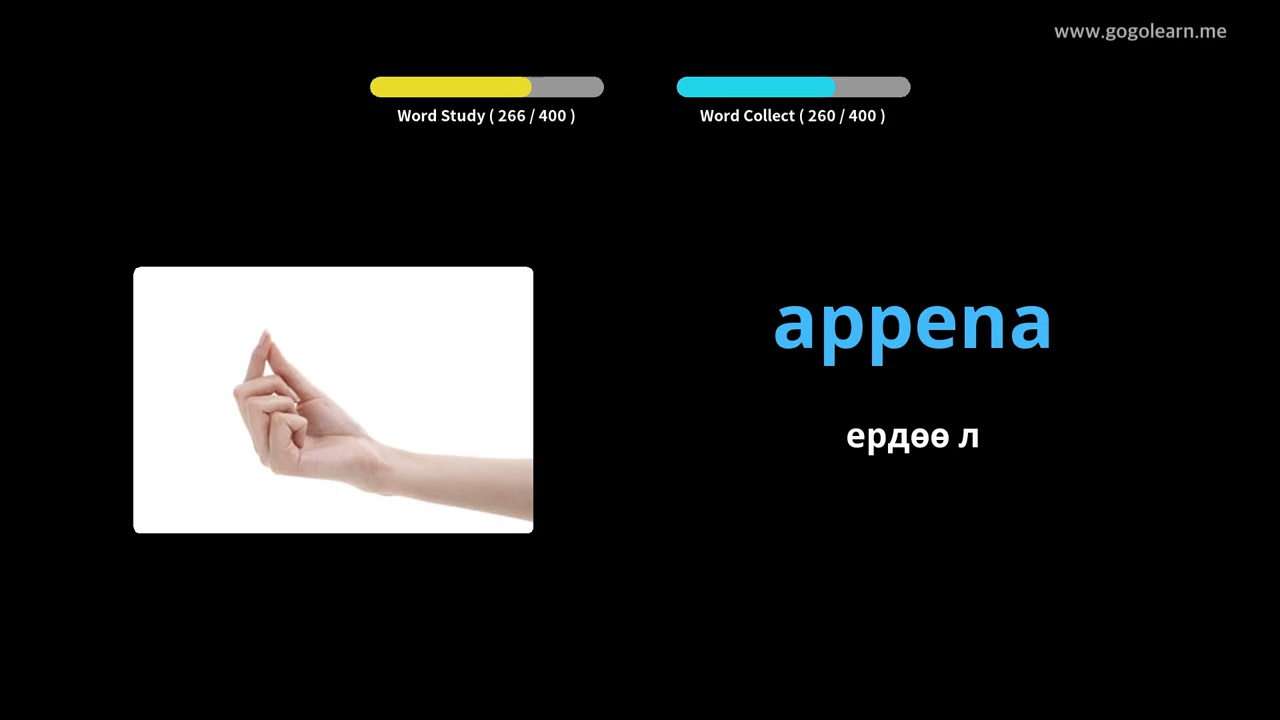 www.gogolearn.me
Word Study ( 266 / 400 )
Word Collect ( 260 / 400 )
appena
ердөө л